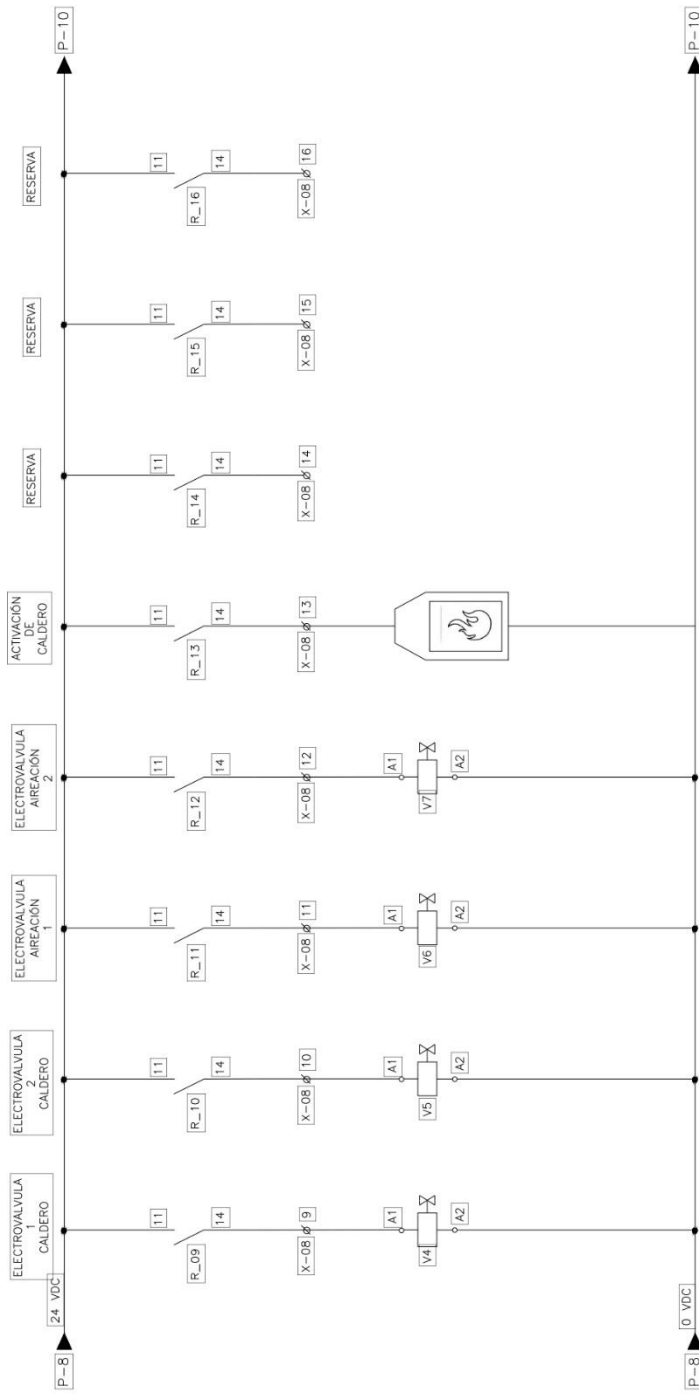 P-8
24 VDC
ELECTROVALVULA
1
CALDERO
ELECTROVALVULA
2
CALDERO
ELECTROVALVULA
AIREACIÓN
1
ELECTROVALVULA
AIREACIÓN
2
ACTIVACIÓN
DE
CALDERO
RESERVA
RESERVA
RESERVA
P-10
11
11
11
11
11
11
11
11
R_09
14
R_10
14
R_11
14
R_12
14
R_13
14
R_14
14
R_15
14
R_16
14
X-08 9
X-08 10
X-08 11
X-08 12
X-08 13
X-08 14
X-08 15
X-08 16
A1
A1
A1
A1
V4
V5
V6
V7
A2
A2
A2
A2
P-8
0 VDC
P-10